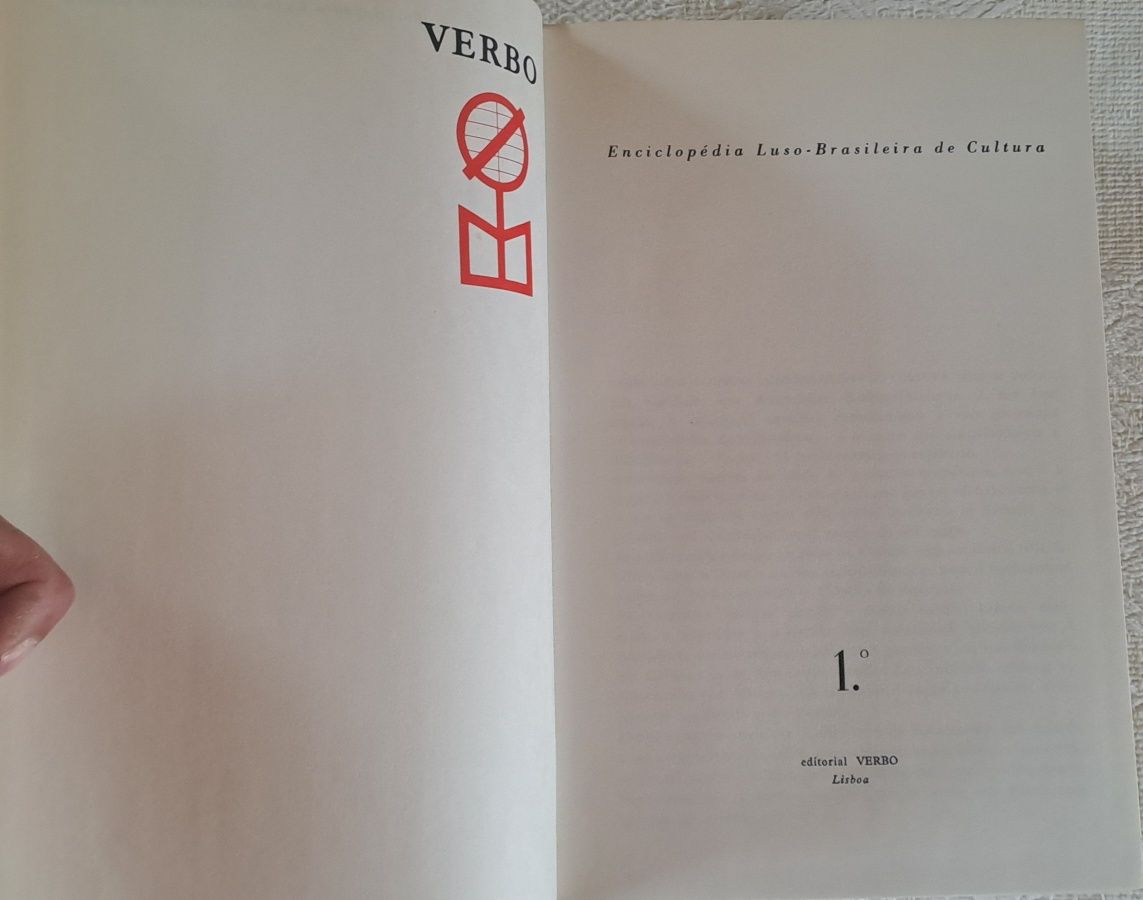 VERBO
Enciclopédia Luso-Brasileira de Cultura
1.º
editorial VERBO
Lisboa